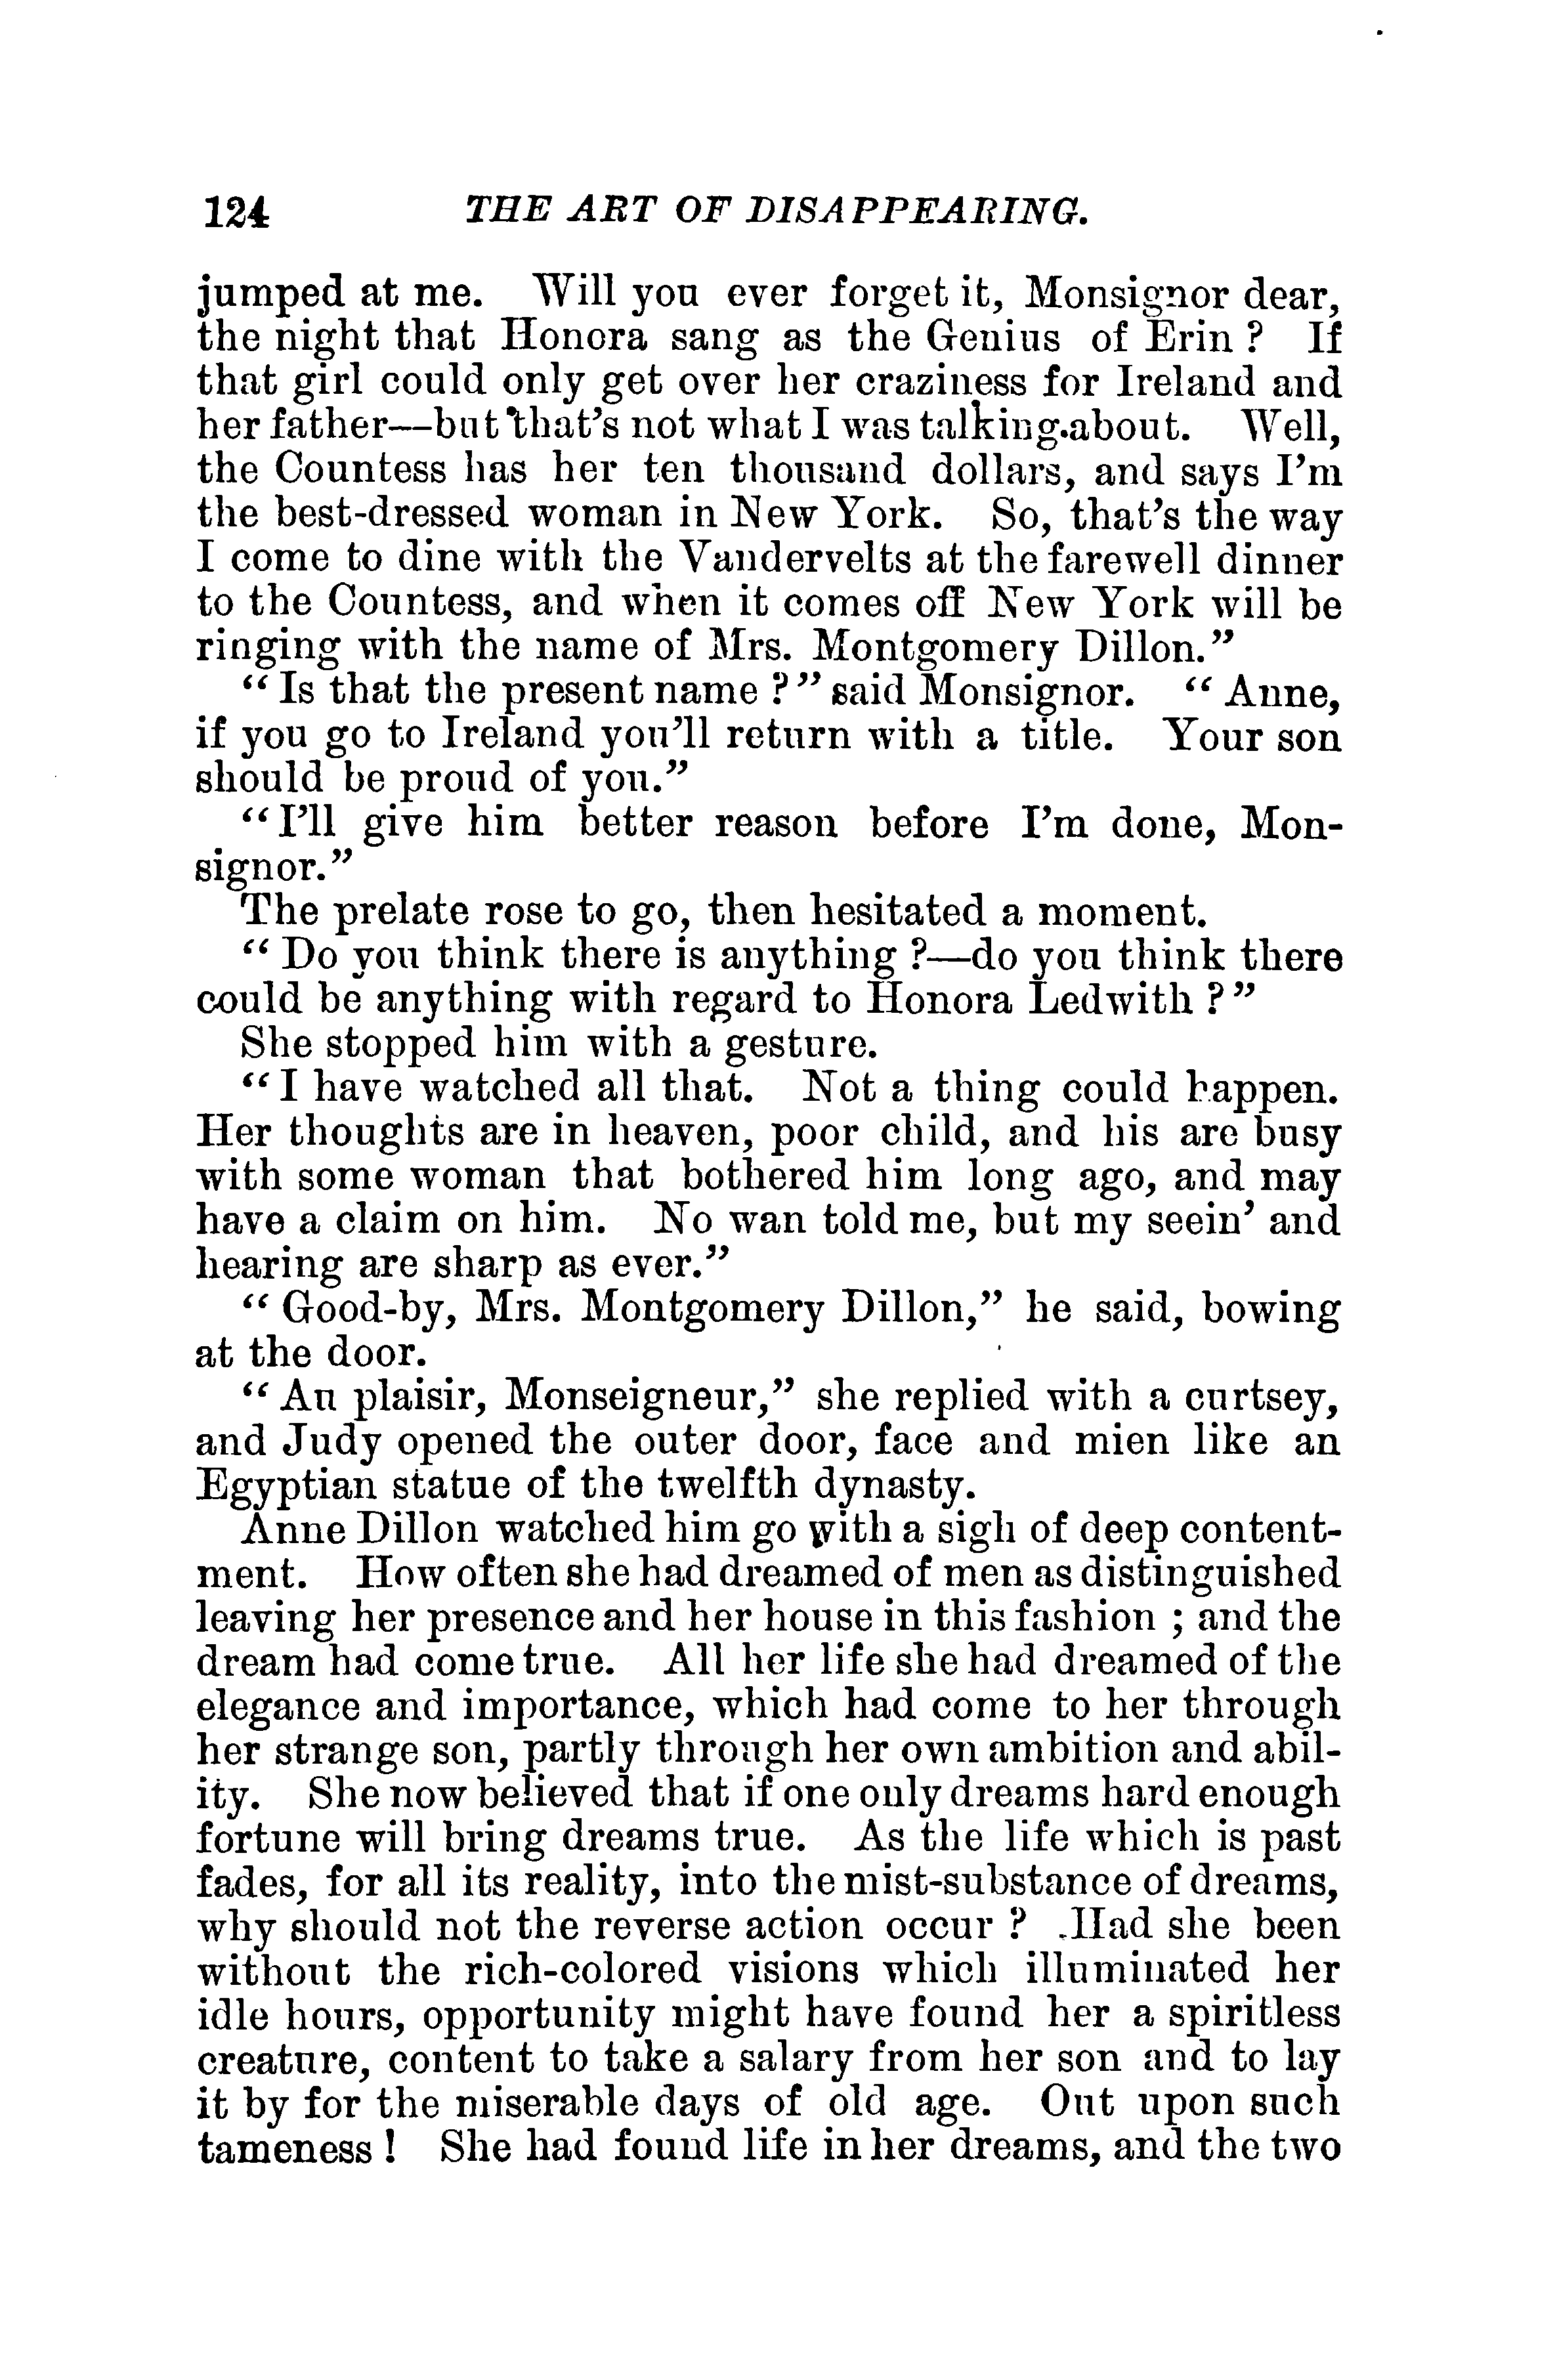 124 THE ART OF DISAPPEARING.
jumped at me. Will you ever forget it, Monsignor dear,
the night that Honora sang as the Genius of Erin ? If
that girl could only get over her craziness for Ireland and
her father—but that's not what I was talking about. Well,
the Countess has her ten thousand dollars, and says I'm
the best-dressed woman in New York. So, that's the way
I come to dine with the Vandervelts at the farewell dinner
to the Countess, and when it comes off New York will be
ringing with the name of Mrs. Montgomery Dillon."
"Is that the present name ?" said Monsignor. "Anne,
if you go to Ireland you'll return with a title. Your son
should be proud of you."
"I'll give him better reason before I'm done, Mon-
signor."
The prelate rose to go, then hesitated a moment.
"Do you think there is anything ?—do you think there
could be anything with regard to Honora Ledwith ?"
She stopped him with a gesture.
"I have watched all that. Not a thing could happen.
Her thoughts are in heaven, poor child, and his are busy
with some woman that bothered him long ago, and may
have a claim on him. No wan told me, but my seein' and
hearing are sharp as ever."
"Good-by, Mrs. Montgomery Dillon," he said, bowing
at the door.
"Au plaisir, Monseigneur," she replied with a curtsey,
and Judy opened the outer door, face and mien like an
Egyptian statue of the twelfth dynasty.
Anne Dillon watched him go with a sigh of deep content-
ment. How often she had dreamed of men as distinguished
leaving her presence and her house in this fashion ; and the
dream had come true. All her life she had dreamed of the
elegance and importance, which had come to her through
her strange son, partly through her own ambition and abil-
ity. She now believed that if one only dreams hard enough
fortune will bring dreams true. As the life which is past
fades, for all its reality, into the mist-substance of dreams,
why should not the reverse action occur ? Had she been
without the rich-colored visions which illuminated her
idle hours, opportunity might have found her a spiritless
creature, content to take a salary from her son and to lay
it by for the miserable days of old age. Out upon such
tameness ! She had found life in her dreams, and the two